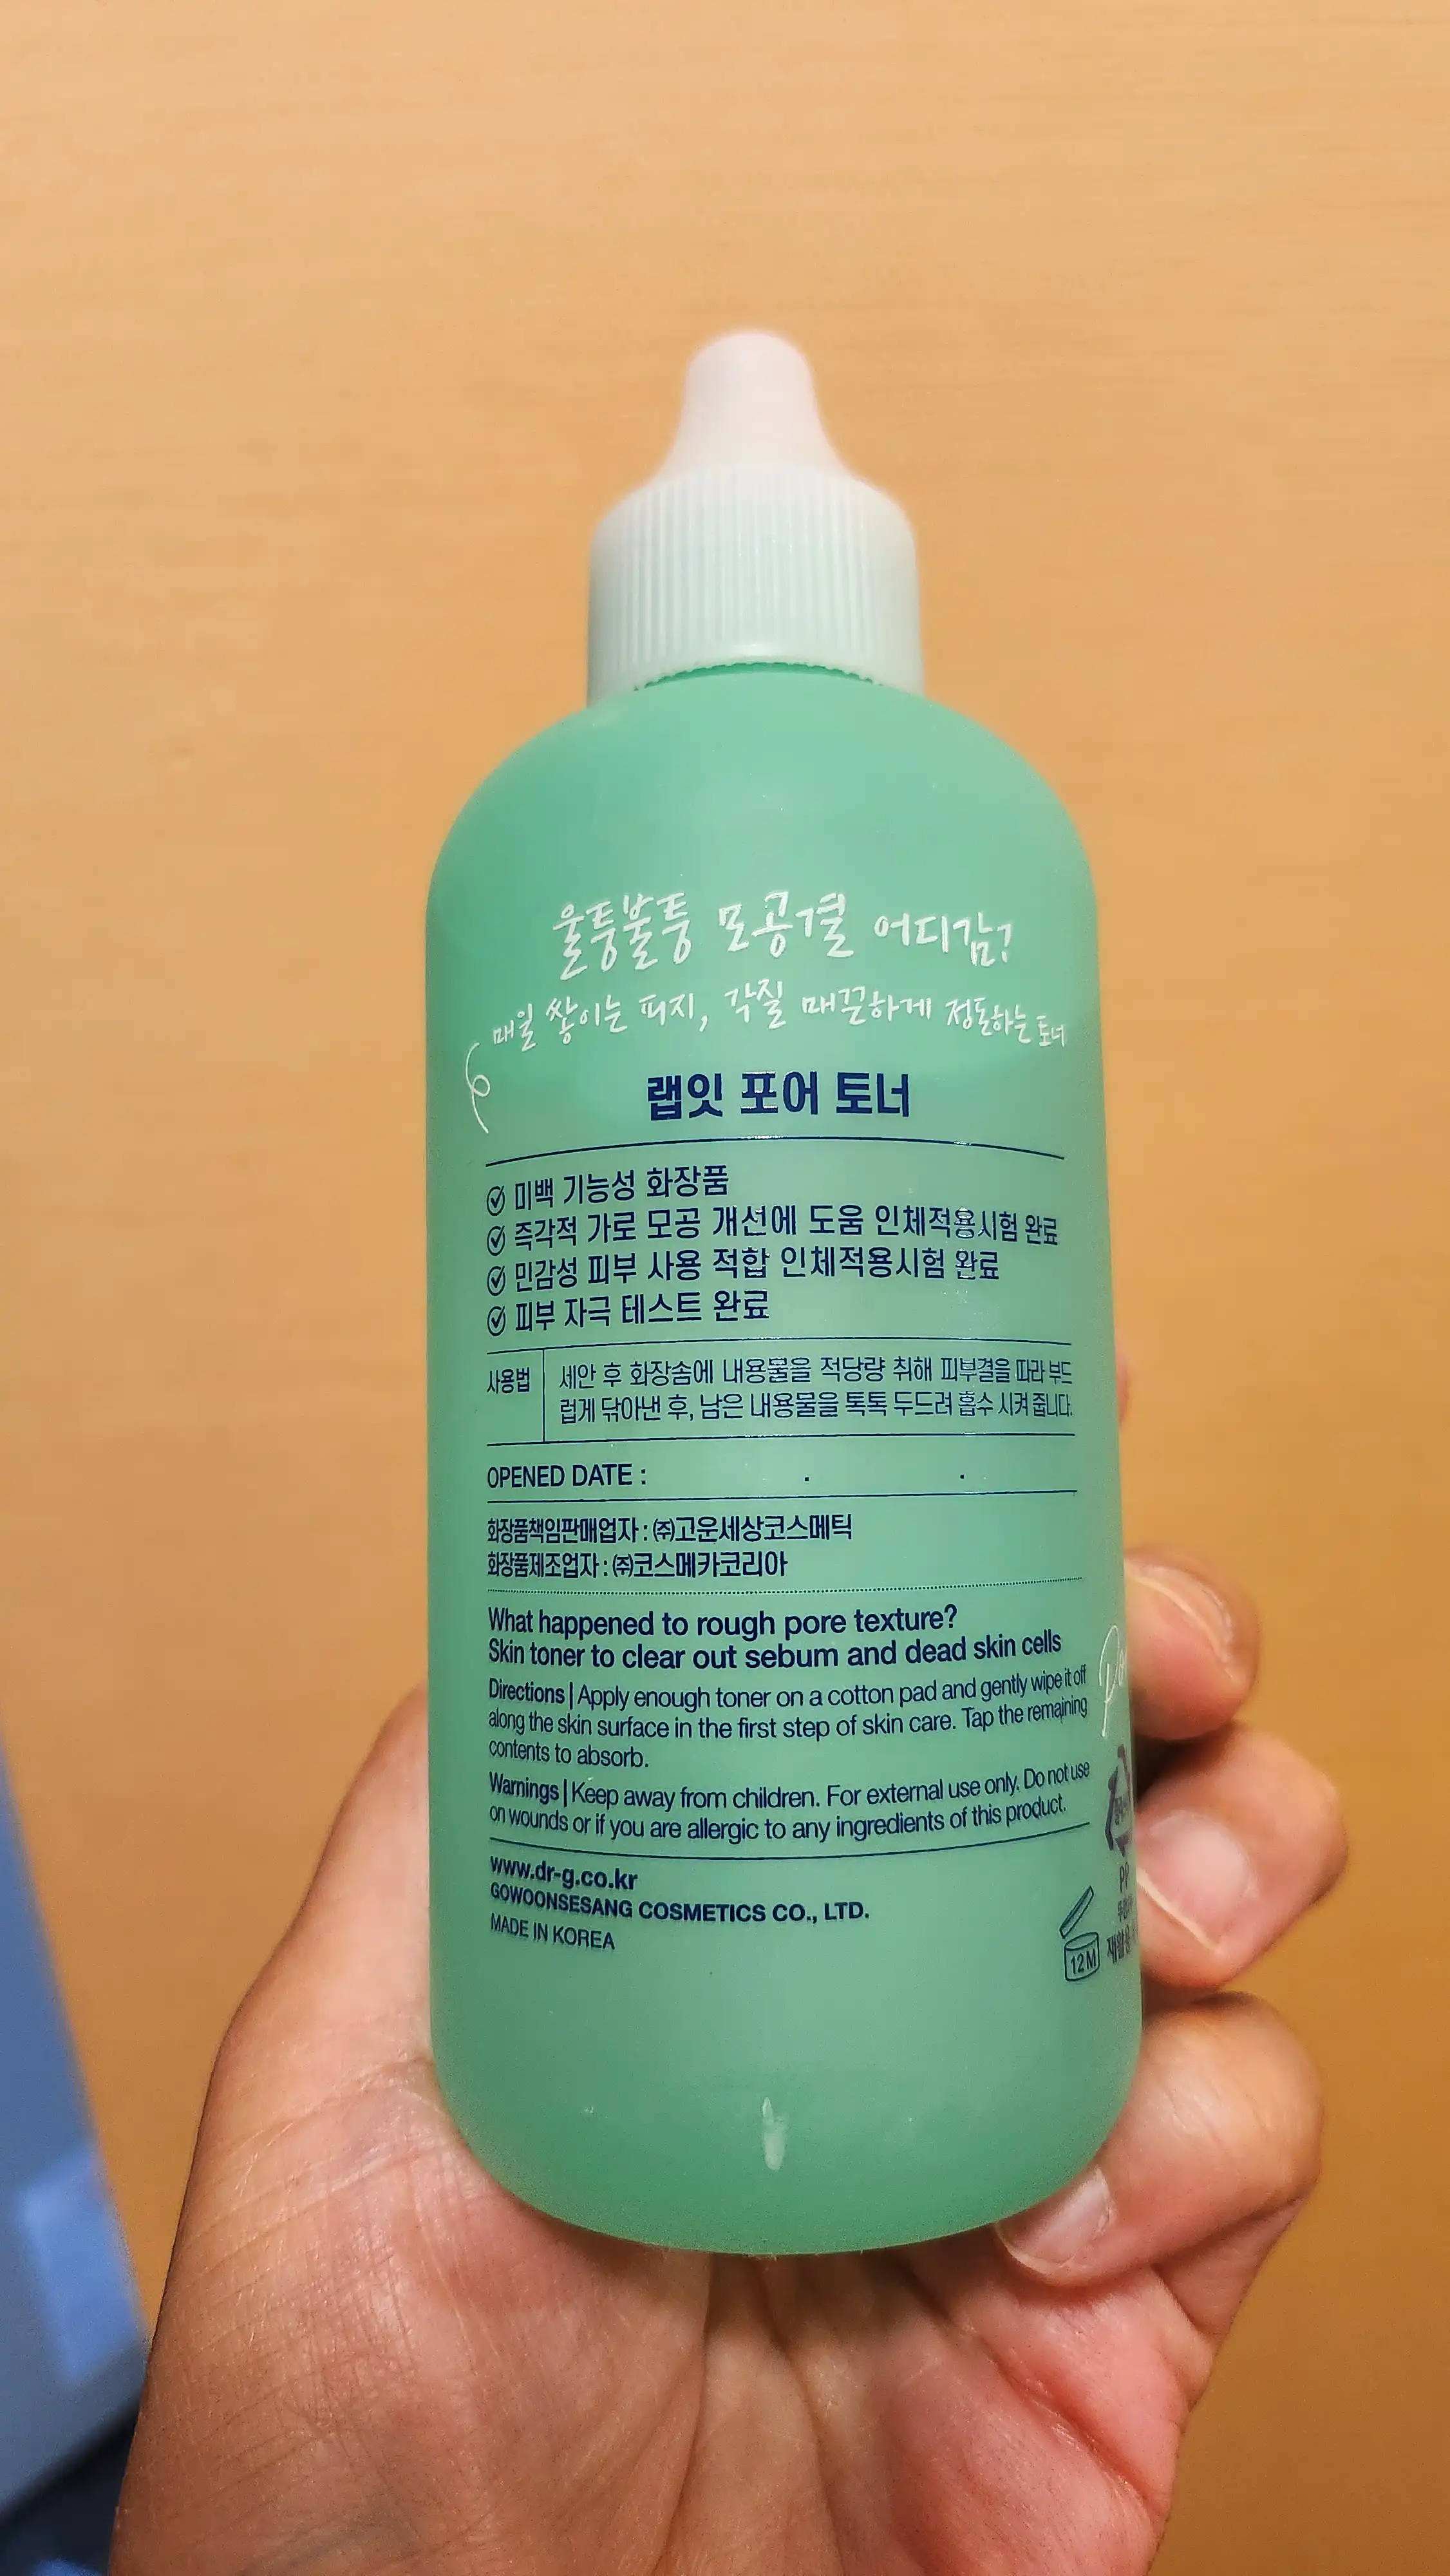 울퉁불퉁 모공결 어디감?
매일 쌓이는 피지, 각질 매끈하게 정돈하는 토너
랩잇 포어 토너
미백 기능성 화장품
즉각적 가로 모공 개선에 도움 인체적용시험 완료
민감성 피부 사용 적합 인체적용시험 완료
피부 자극 테스트 완료
사용법
세안 후 화장솜에 내용물을 적당량 취해 피부결을 따라 부드
럽게 닦아낸 후, 남은 내용물을 톡톡 두드려 흡수 시켜 줍니다.
OPENED DATE : . .
화장품책임판매업자 : ㈜고운세상코스메틱
화장품제조업자 : ㈜코스메카코리아
What happened to rough pore texture?
Skin toner to clear out sebum and dead skin cells
Directions | Apply enough toner on a cotton pad and gently wipe it off
along the skin surface in the first step of skin care. Tap the remaining
contents to absorb.
Warnings | Keep away from children. For external use only. Do not use
on wounds or if you are allergic to any ingredients of this product.
www.dr-g.co.kr
GOWOONSESANG COSMETICS CO., LTD.
MADE IN KOREA
PP
12M